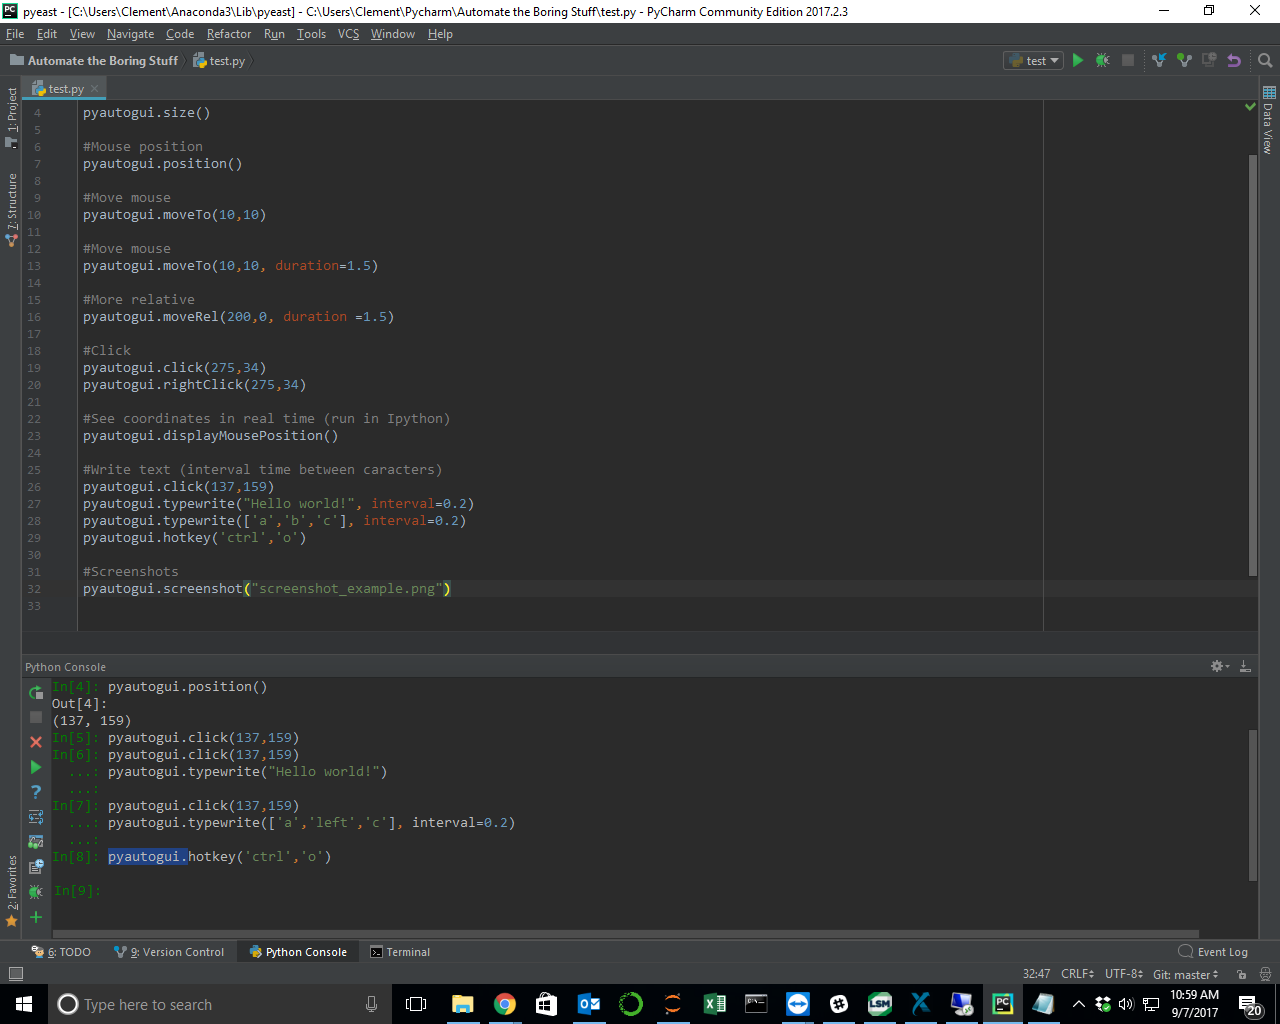 pyeast - [C:\Users\Clement\Anaconda3\Lib\pyeast] - C:\Users\Clement\Pycharm\Automate the Boring Stuff\test.py - PyCharm Community Edition 2017.2.3
File Edit View Navigate Code Refactor Run Tools VCS Window Help
Automate the Boring Stuff test.py test
test.py
1: Project
7: Structure
2: Favorites
Data View
4 pyautogui.size()
5
6 #Mouse position
7 pyautogui.position()
8
9 #Move mouse
10 pyautogui.moveTo(10,10)
11
12 #Move mouse
13 pyautogui.moveTo(10,10, duration=1.5)
14
15 #More relative
16 pyautogui.moveRel(200,0, duration =1.5)
17
18 #Click
19 pyautogui.click(275,34)
20 pyautogui.rightClick(275,34)
21
22 #See coordinates in real time (run in Ipython)
23 pyautogui.displayMousePosition()
24
25 #Write text (interval time between caracters)
26 pyautogui.click(137,159)
27 pyautogui.typewrite("Hello world!", interval=0.2)
28 pyautogui.typewrite(['a','b','c'], interval=0.2)
29 pyautogui.hotkey('ctrl','o')
30
31 #Screenshots
32 pyautogui.screenshot("screenshot_example.png")
33
Python Console
In[4]: pyautogui.position()
Out[4]:
(137, 159)
In[5]: pyautogui.click(137,159)
In[6]: pyautogui.click(137,159)
...: pyautogui.typewrite("Hello world!")
...:
In[7]: pyautogui.click(137,159)
...: pyautogui.typewrite(['a','left','c'], interval=0.2)
...:
In[8]: pyautogui.hotkey('ctrl','o')
In[9]:
6: TODO 9: Version Control Python Console Terminal Event Log
32:47 CRLF UTF-8 Git: master
Type here to search
10:59 AM
9/7/2017
20